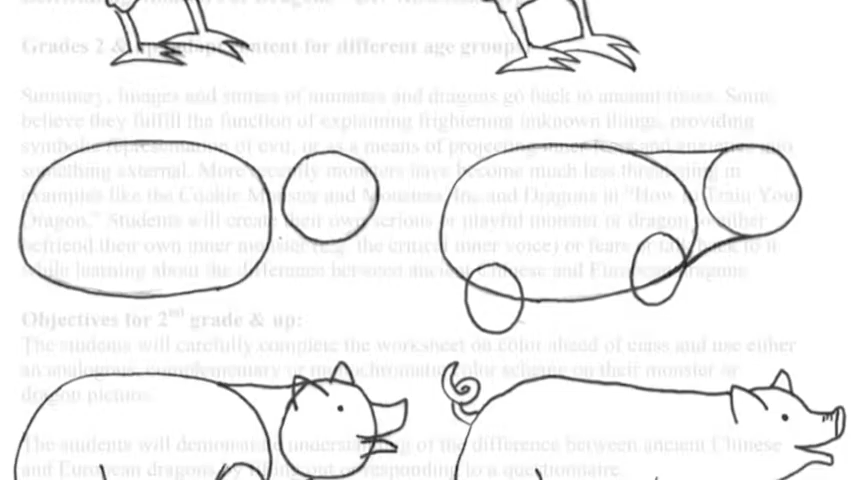 Grades 2 & up adapt content for different age group
Summary, Images and stories of monsters and dragons go back to ancient times. Some
believe they fulfill the function of explaining frightening unknown things, providing
symbolic representation of evil, or as a means of projecting inner fears and anxieties into
something external. More recently monsters have become much less threatening in
examples like the Cookie Monster and Monsters, Inc. and Dragons in "How to Train Your
Dragon." Students will create their own serious or playful monster or dragon to either
befriend their own inner monster (e.g. the critical inner voice) or fears or back to it
while learning about the difference between ancient Chinese and European dragons
Objectives for 2nd grade & up:
The students will carefully complete the worksheet on color ahead of class and use either
an analogous, complementary or monochromatic color scheme on their monster or
dragon picture.
The students will demonstrate understanding of the difference between ancient Chinese
and European dragons by filling out corresponding to a questionnaire.